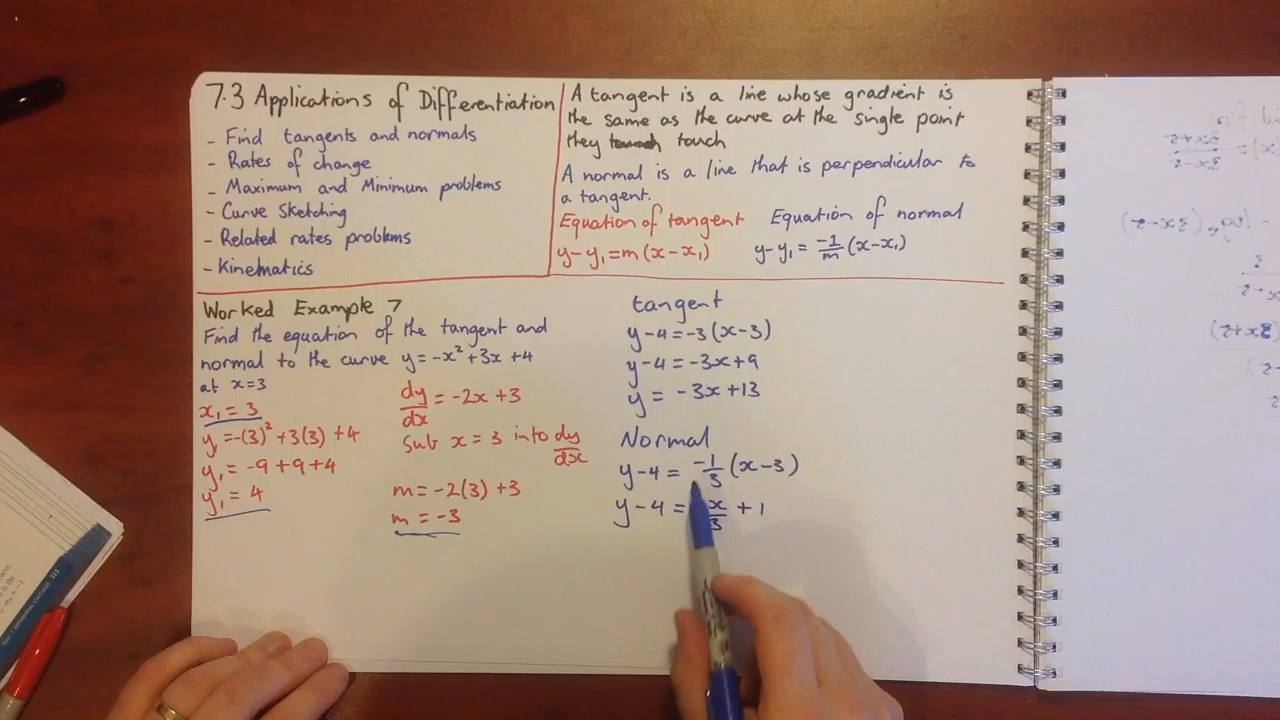 7.3 Applications of Differentiation
- Find tangents and normals
- Rates of change
- Maximum and Minimum problems
- Curve Sketching
- Related rates problems
- Kinematics
A tangent is a line whose gradient is
the same as the curve at the single point
they touch
A normal is a line that is perpendicular to
a tangent.
Equation of tangent
y-y₁=m(x-x₁)
Equation of normal
y-y₁=-1/m(x-x₁)
Worked Example 7
Find the equation of the tangent and
normal to the curve y=-x²+3x+4
at x=3
x₁=3
y₁=-(3)²+3(3)+4
y₁=-9+9+4
y₁=4
dy/dx=-2x+3
Sub x=3 into dy/dx
m=-2(3)+3
m=-3
tangent
y-4=-3(x-3)
y-4=-3x+9
y=-3x+13
Normal
y-4=-1/3(x-3)
y-4= x/3+1